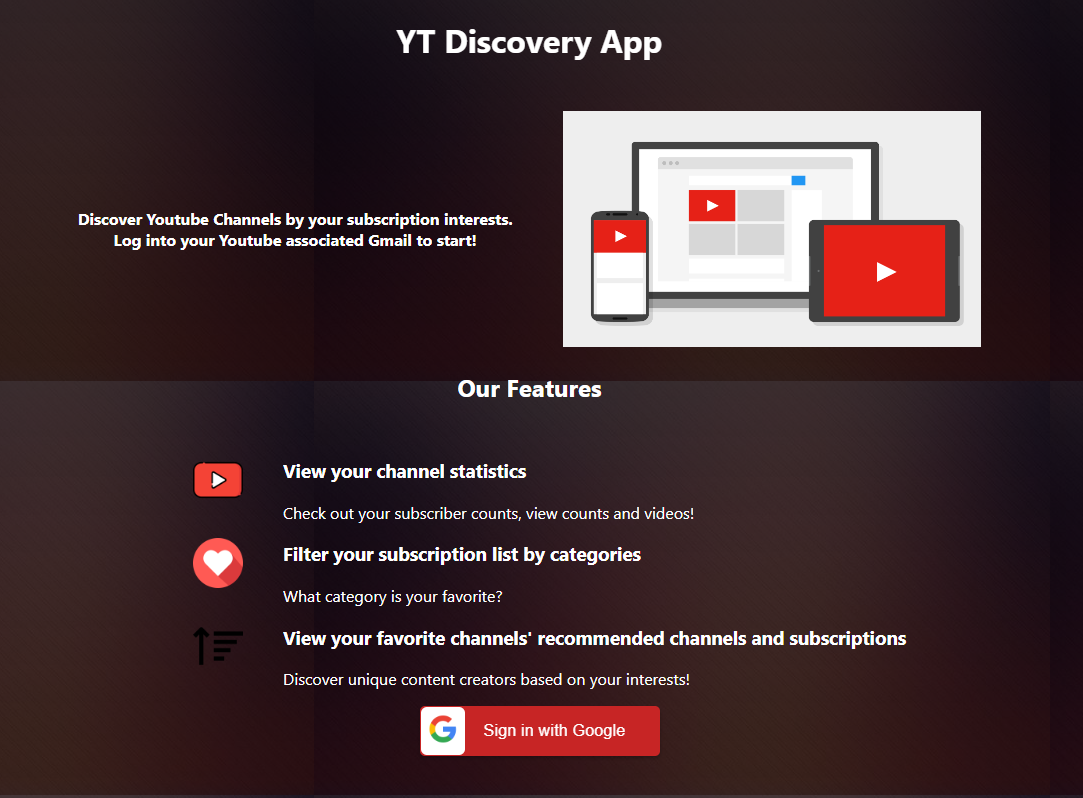 YT Discovery App
Discover Youtube Channels by your subscription interests.
Log into your Youtube associated Gmail to start!
Our Features
View your channel statistics
Check out your subscriber counts, view counts and videos!
Filter your subscription list by categories
What category is your favorite?
View your favorite channels' recommended channels and subscriptions
Discover unique content creators based on your interests!
Sign in with Google